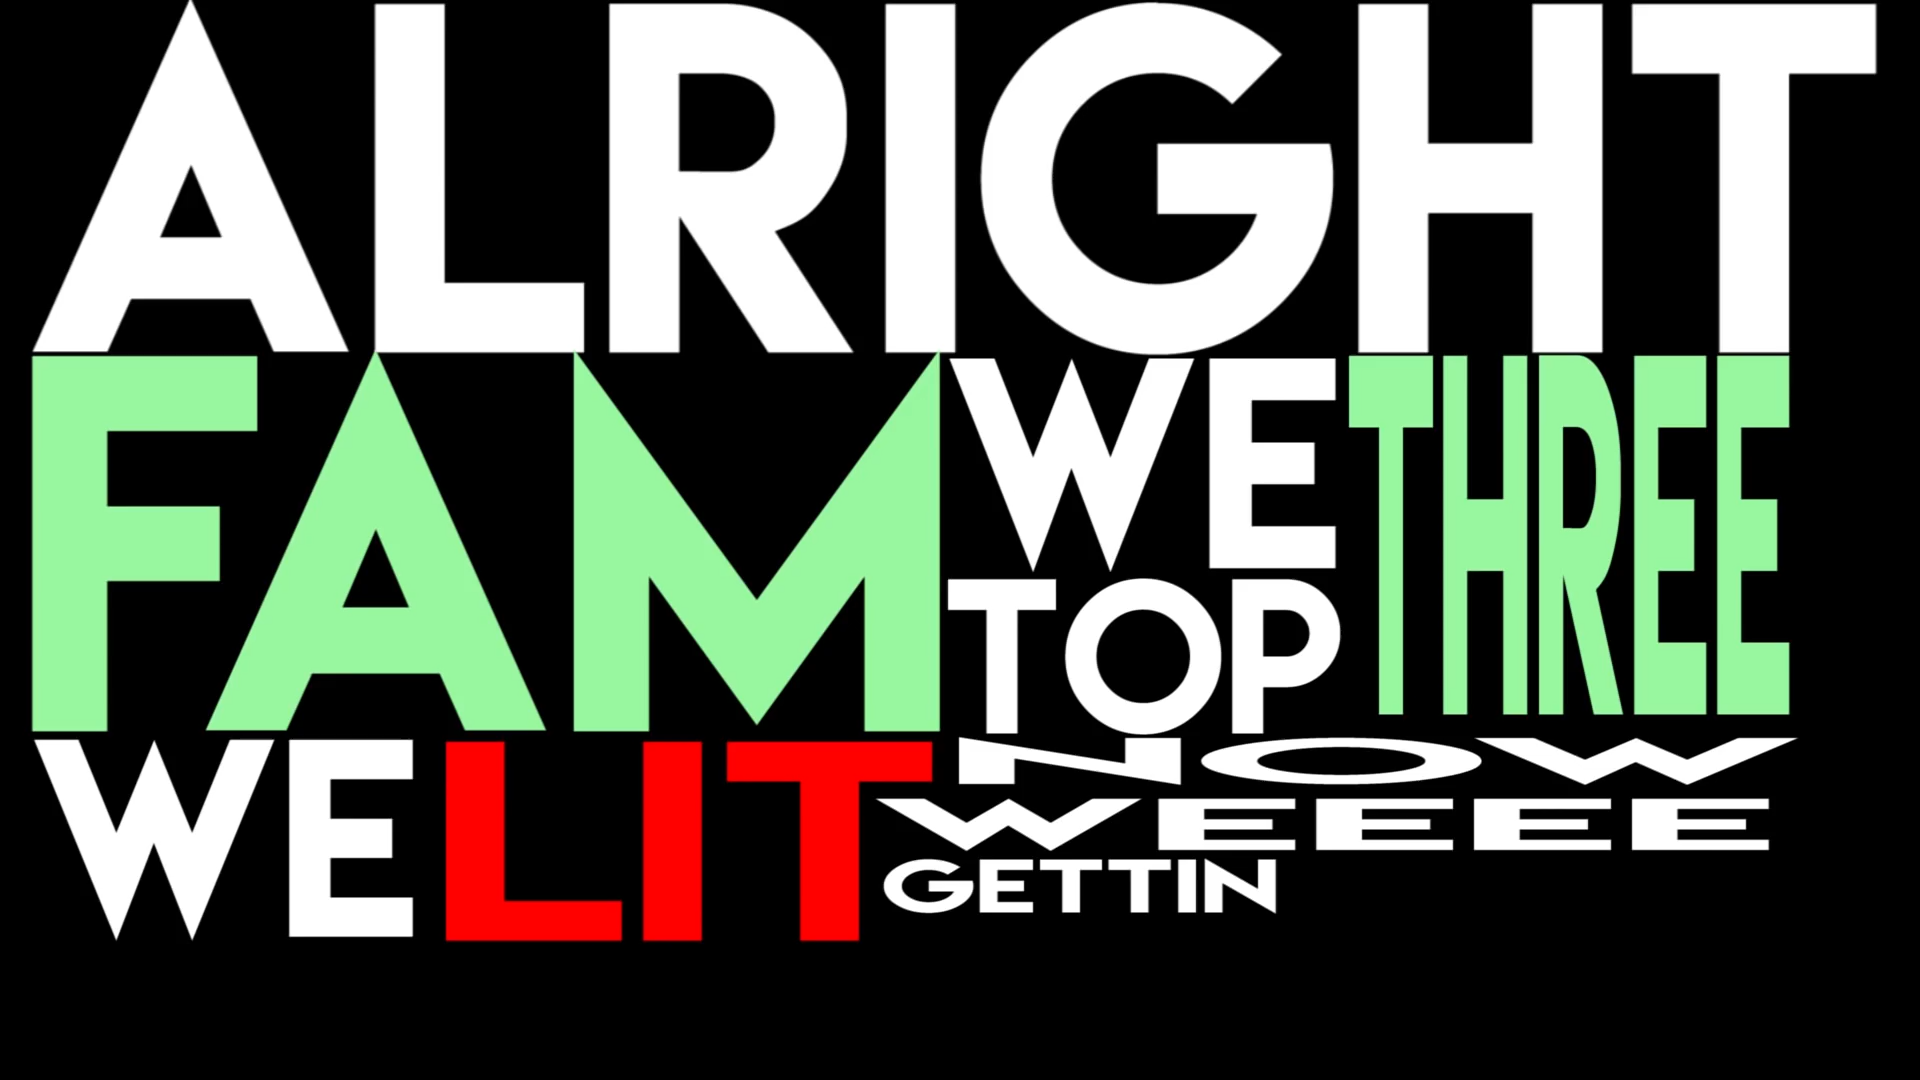 ALRIGHT
FAM WE TOP THREE
WE LIT NOW
WEEEE
GETTIN